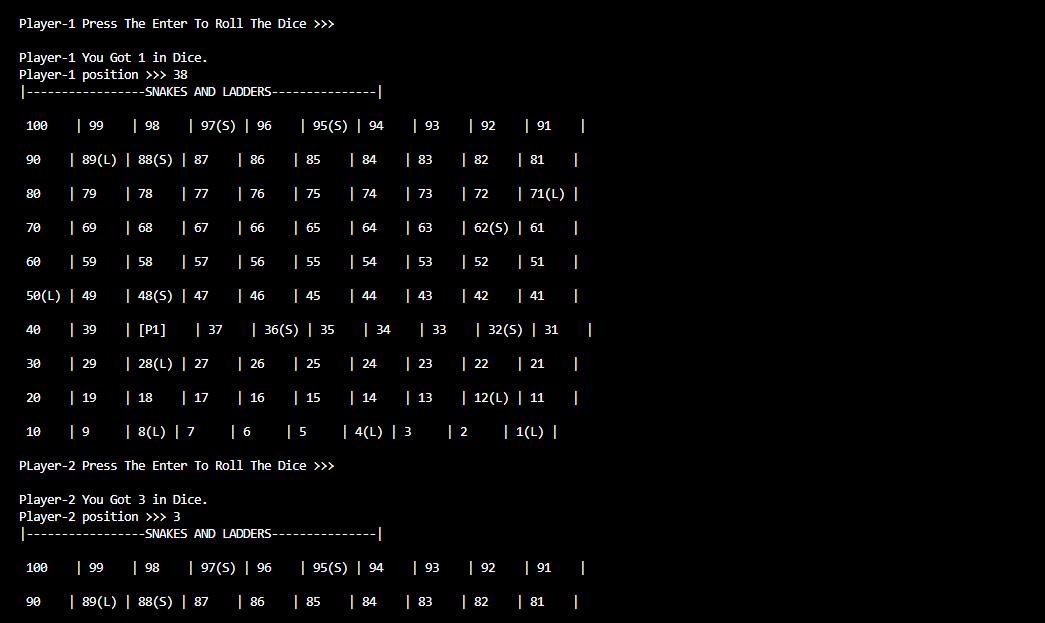 Player-1 Press The Enter To Roll The Dice >>>
Player-1 You Got 1 in Dice.
Player-1 position >>> 38
|-----------------SNAKES AND LADDERS---------------|
100    | 99    | 98    | 97(S) | 96    | 95(S) | 94    | 93    | 92    | 91    |
90    | 89(L) | 88(S) | 87    | 86    | 85    | 84    | 83    | 82    | 81    |
80    | 79    | 78    | 77    | 76    | 75    | 74    | 73    | 72    | 71(L) |
70    | 69    | 68    | 67    | 66    | 65    | 64    | 63    | 62(S) | 61    |
60    | 59    | 58    | 57    | 56    | 55    | 54    | 53    | 52    | 51    |
50(L) | 49    | 48(S) | 47    | 46    | 45    | 44    | 43    | 42    | 41    |
40    | 39    | [P1]    | 37    | 36(S) | 35    | 34    | 33    | 32(S) | 31    |
30    | 29    | 28(L) | 27    | 26    | 25    | 24    | 23    | 22    | 21    |
20    | 19    | 18    | 17    | 16    | 15    | 14    | 13    | 12(L) | 11    |
10    | 9     | 8(L) | 7     | 6     | 5     | 4(L) | 3     | 2     | 1(L) |
PLayer-2 Press The Enter To Roll The Dice >>>
Player-2 You Got 3 in Dice.
Player-2 position >>> 3
|-----------------SNAKES AND LADDERS---------------|
100    | 99    | 98    | 97(S) | 96    | 95(S) | 94    | 93    | 92    | 91    |
90    | 89(L) | 88(S) | 87    | 86    | 85    | 84    | 83    | 82    | 81    |